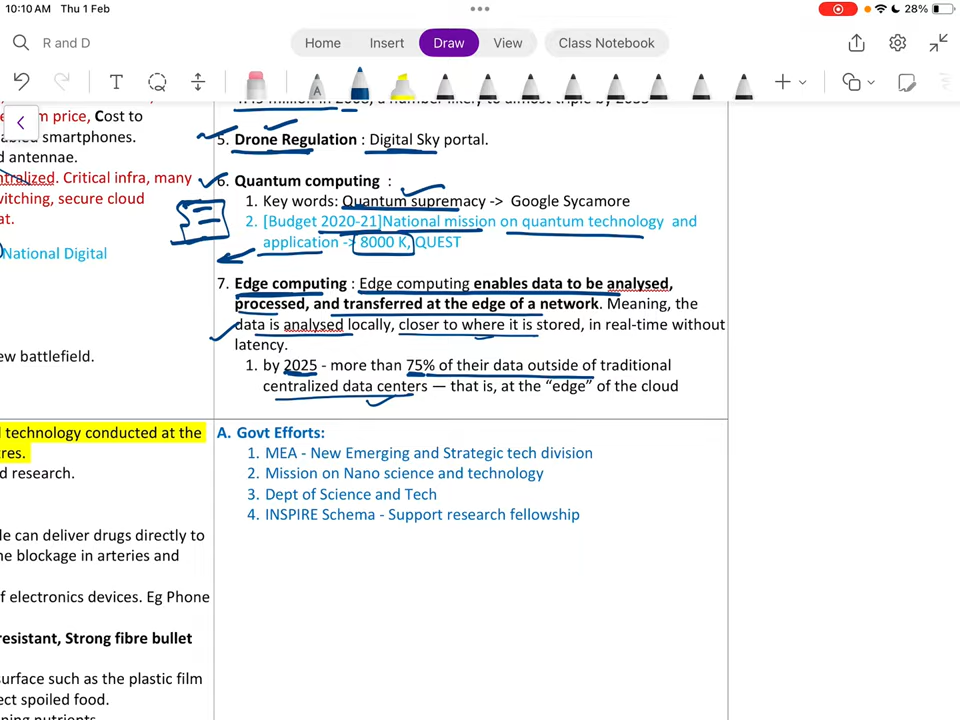 10:10 AM Thu 1 Feb
28%
R and D
Home Insert Draw View Class Notebook
price, Cost to
smartphones.
d antennae.
ntralized. Critical infra, many
witching, secure cloud
at.
National Digital
ew battlefield.
5. Drone Regulation : Digital Sky portal.
6. Quantum computing :
1. Key words: Quantum supremacy -> Google Sycamore
2. [Budget 2020-21]National mission on quantum technology and
application -> 8000 K, QUEST
7. Edge computing : Edge computing enables data to be analysed,
processed, and transferred at the edge of a network. Meaning, the
data is analysed locally, closer to where it is stored, in real-time without
latency.
1. by 2025 - more than 75% of their data outside of traditional
centralized data centers — that is, at the “edge” of the cloud
d technology conducted at the
tres.
d research.
de can deliver drugs directly to
he blockage in arteries and
of electronics devices. Eg Phone
resistant, Strong fibre bullet
surface such as the plastic film
ect spoiled food.
A. Govt Efforts:
1. MEA - New Emerging and Strategic tech division
2. Mission on Nano science and technology
3. Dept of Science and Tech
4. INSPIRE Schema - Support research fellowship